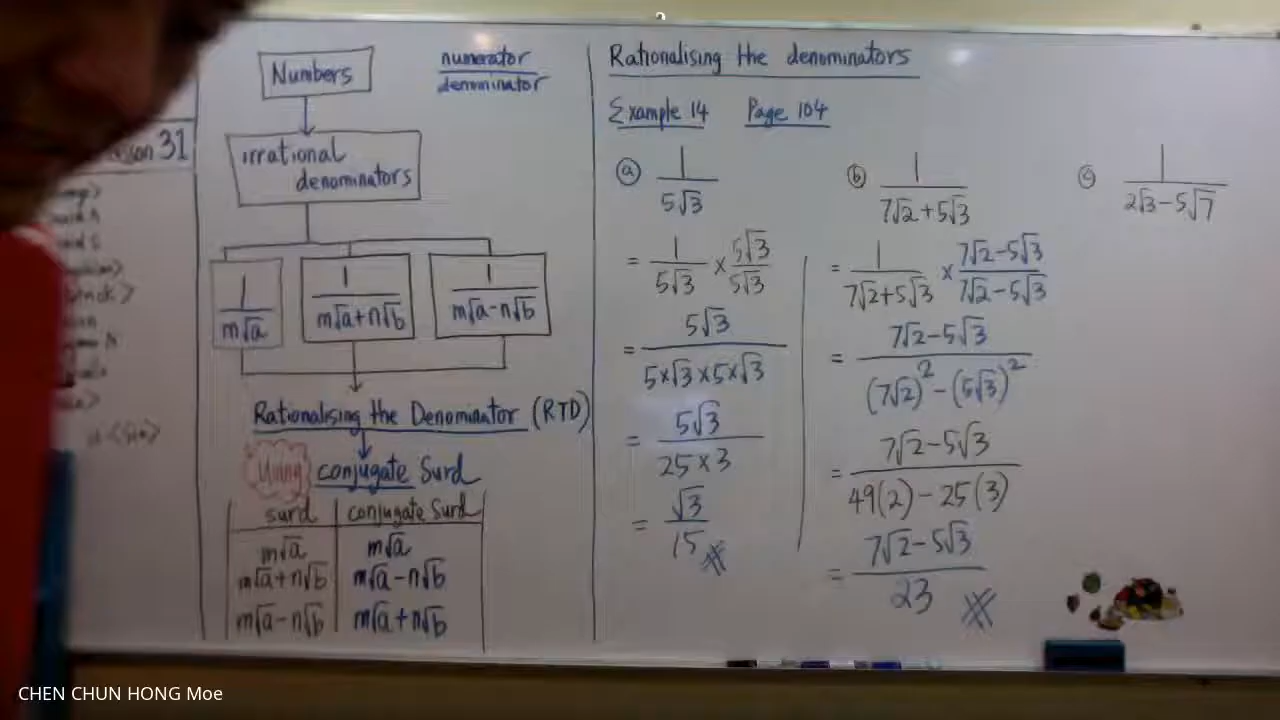 Numbers
numerator
denominator
irrational
denominators
1
m√a
1
m√a+n√b
1
m√a-n√b
Rationalising the Denominator (RTD)
Using conjugate Surd
surd conjugate Surd
m√a m√a
m√a+n√b m√a-n√b
m√a-n√b m√a+n√b
31
Rationalising the denominators
Example 14 Page 104
ⓐ 1
5√3
= 1/5√3 × 5√3/5√3
= 5√3
5×√3×5×√3
= 5√3
25×3
= √3
15
ⓑ 1
7√2+5√3
= 1/7√2+5√3 × 7√2-5√3/7√2-5√3
= 7√2-5√3
(7√2)²-(5√3)²
= 7√2-5√3
49(2)-25(3)
= 7√2-5√3
23
ⓒ 1
2√3-5√7
CHEN CHUN HONG Moe